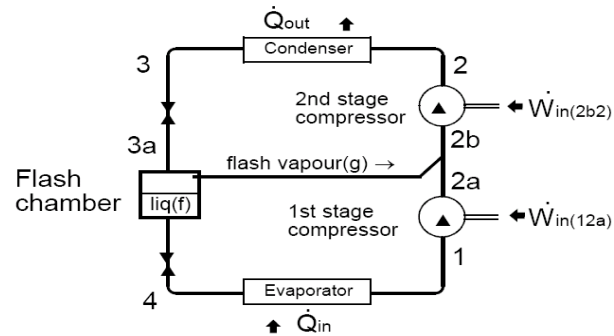 Q̇out
Condenser
3
2
2nd stage
compressor
Ẇin(2b2)
3a
2b
flash vapour(g) →
Flash
chamber
liq(f)
2a
1st stage
compressor
Ẇin(12a)
1
4
Evaporator
Q̇in